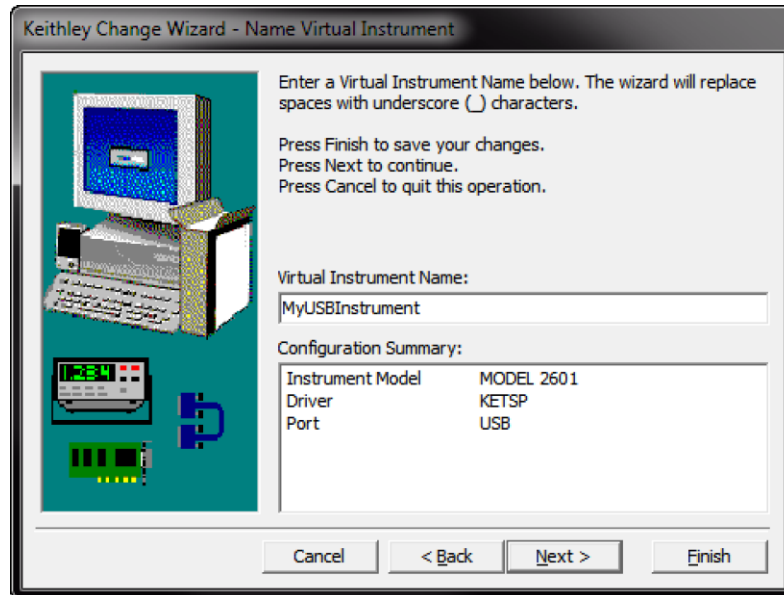 Keithley Change Wizard - Name Virtual Instrument
Enter a Virtual Instrument Name below. The wizard will replace
spaces with underscore (_) characters.
Press Finish to save your changes.
Press Next to continue.
Press Cancel to quit this operation.
Virtual Instrument Name:
MyUSBInstrument
Configuration Summary:
Instrument Model MODEL 2601
Driver KETSP
Port USB
1.234
Cancel < Back Next > Finish